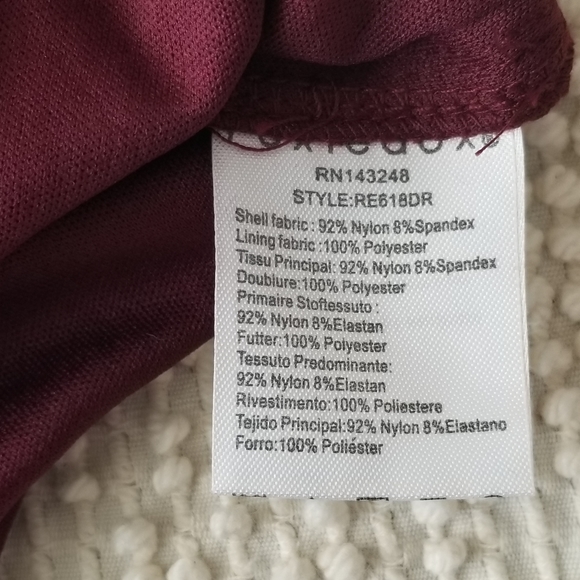 RN143248
STYLE:RE618DR
Shell fabric : 92% Nylon 8%Spandex
Lining fabric :100% Polyester
Tissu Principal: 92% Nylon 8%Spandex
Doublure:100% Polyester
Primaire Stoftessuto :
92% Nylon 8%Elastan
Futter:100% Polyester
Tessuto Predominante:
92% Nylon 8%Elastan
Rivestimento:100% Poliestere
Tejido Principal:92% Nylon 8%Elastano
Forro:100% Poliéster